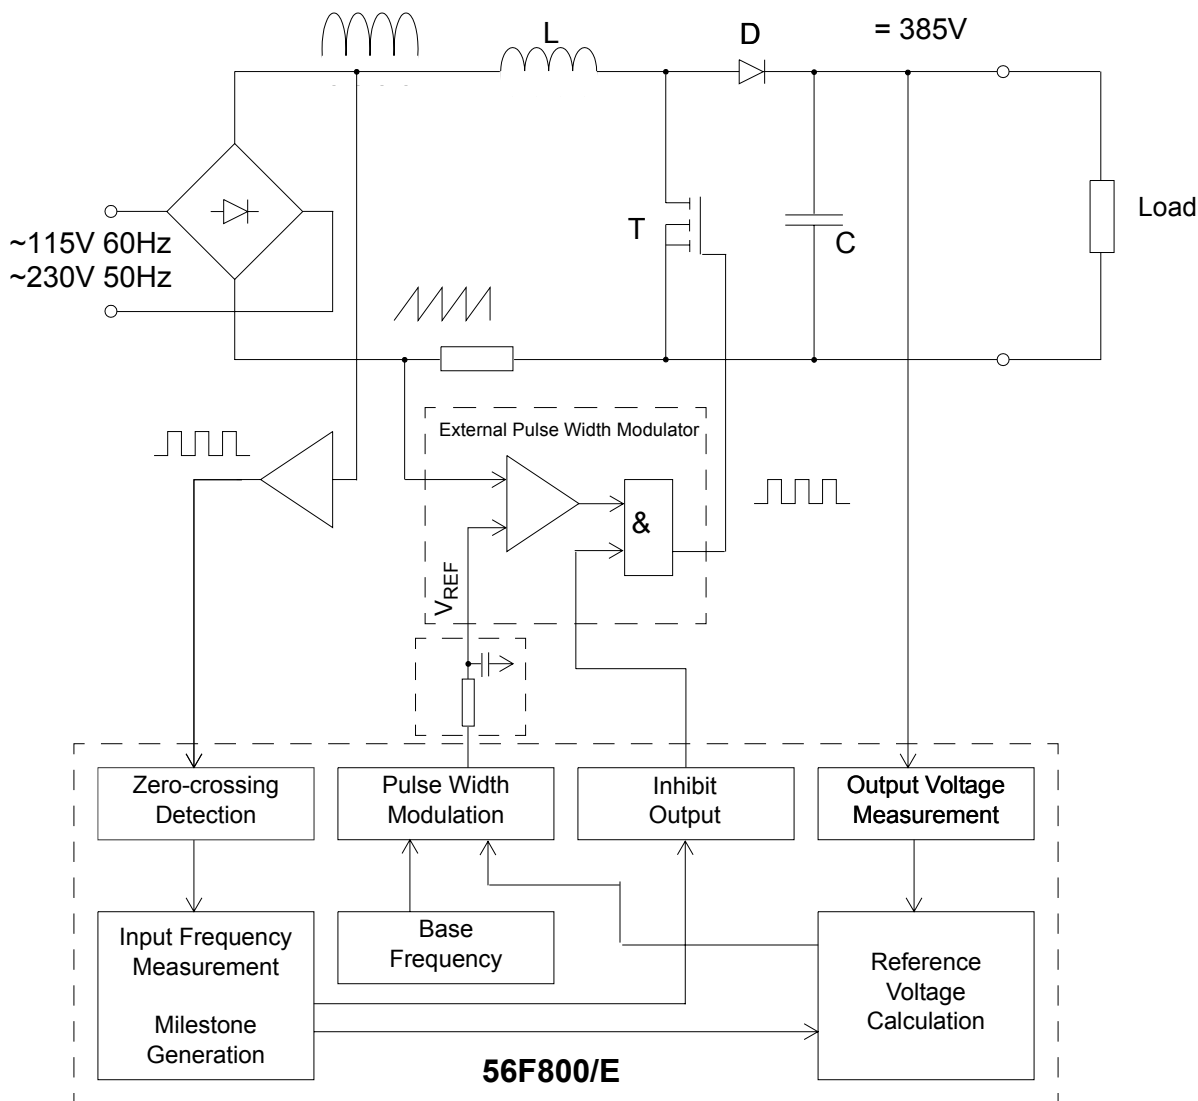 L
D
= 385V
~115V 60Hz
~230V 50Hz
T
C
Load
External Pulse Width Modulator
&
VREF
Zero-crossing
Detection
Pulse Width
Modulation
Inhibit
Output
Output Voltage
Measurement
Input Frequency
Measurement
Milestone
Generation
Base
Frequency
Reference
Voltage
Calculation
56F800/E